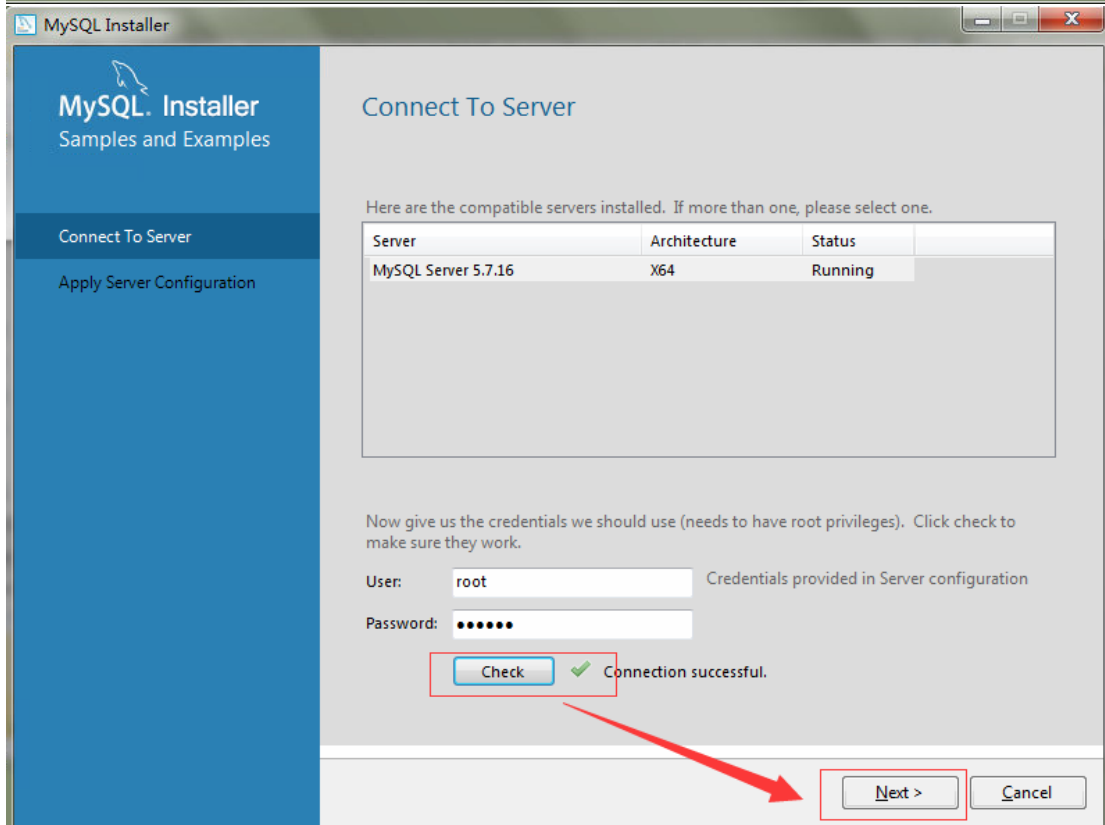 MySQL Installer
MySQL. Installer
Samples and Examples
Connect To Server
Apply Server Configuration
Connect To Server
Here are the compatible servers installed. If more than one, please select one.
Server Architecture Status
MySQL Server 5.7.16 X64 Running
Now give us the credentials we should use (needs to have root privileges). Click check to
make sure they work.
User: root Credentials provided in Server configuration
Password: ●●●●●●
Check Connection successful.
Next > Cancel